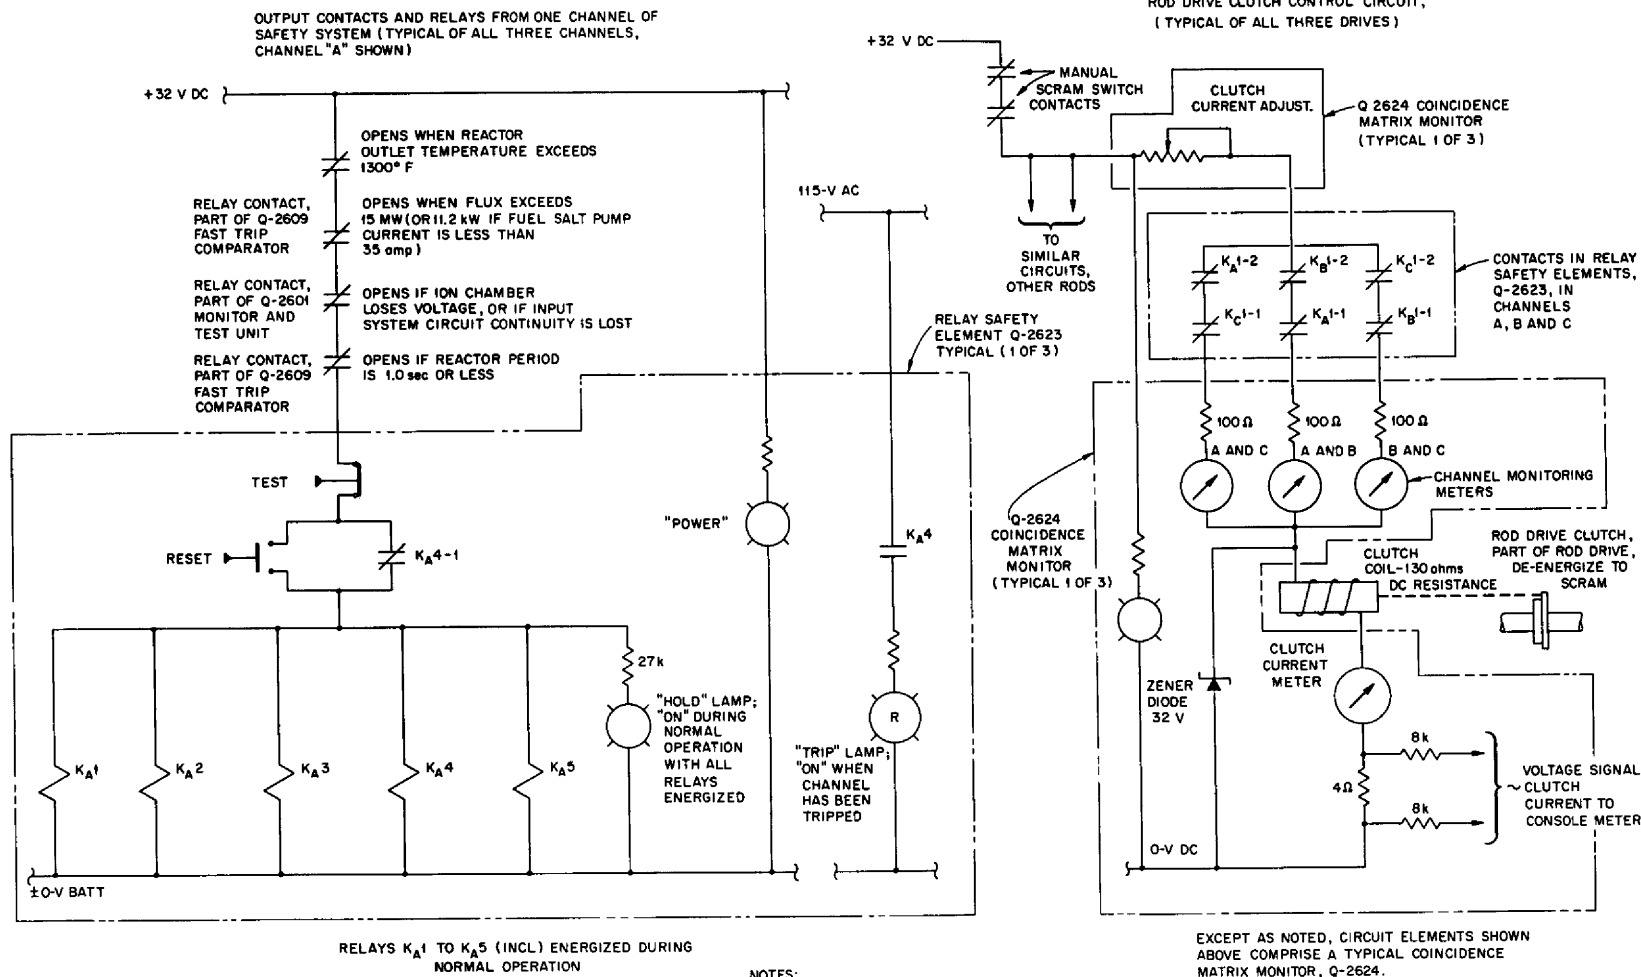 OUTPUT CONTACTS AND RELAYS FROM ONE CHANNEL OF
SAFETY SYSTEM (TYPICAL OF ALL THREE CHANNELS,
CHANNEL "A" SHOWN)
+32 V DC
OPENS WHEN REACTOR
OUTLET TEMPERATURE EXCEEDS
1300° F
RELAY CONTACT,
PART OF Q-2609
FAST TRIP
COMPARATOR
OPENS WHEN FLUX EXCEEDS
15 MW (OR 11.2 kW IF FUEL SALT PUMP
CURRENT IS LESS THAN
35 amp)
RELAY CONTACT,
PART OF Q-2601
MONITOR AND
TEST UNIT
OPENS IF ION CHAMBER
LOSES VOLTAGE, OR IF INPUT
SYSTEM CIRCUIT CONTINUITY IS LOST
RELAY CONTACT,
PART OF Q-2609
FAST TRIP
COMPARATOR
OPENS IF REACTOR PERIOD
IS 1.0 sec OR LESS
TEST
RESET
KA4-1
"POWER"
115-V AC
RELAY SAFETY
ELEMENT Q-2623
TYPICAL (1 OF 3)
KA4
R
"TRIP" LAMP;
"ON" WHEN
CHANNEL
HAS BEEN
TRIPPED
27k
"HOLD" LAMP;
"ON" DURING
NORMAL
OPERATION
WITH ALL
RELAYS
ENERGIZED
KA1
KA2
KA3
KA4
KA5
±0-V BATT
RELAYS KA1 TO KA5 (INCL) ENERGIZED DURING
NORMAL OPERATION
NOTES:
ROD DRIVE CLUTCH CONTROL CIRCUIT,
(TYPICAL OF ALL THREE DRIVES)
+32 V DC
MANUAL
SCRAM SWITCH
CONTACTS
CLUTCH
CURRENT ADJUST.
Q 2624 COINCIDENCE
MATRIX MONITOR
(TYPICAL 1 OF 3)
TO
SIMILAR
CIRCUITS,
OTHER RODS
KA1-2
KB1-2
KC1-2
KC1-1
KA1-1
KB1-1
CONTACTS IN RELAY
SAFETY ELEMENTS,
Q-2623, IN
CHANNELS
A, B AND C
100 Ω
100 Ω
100 Ω
A AND C
A AND B
B AND C
CHANNEL MONITORING
METERS
Q-2624
COINCIDENCE
MATRIX
MONITOR
(TYPICAL 1 OF 3)
CLUTCH
COIL-130 ohms
DC RESISTANCE
ROD DRIVE CLUTCH,
PART OF ROD DRIVE,
DE-ENERGIZE TO
SCRAM
CLUTCH
CURRENT
METER
ZENER
DIODE
32 V
8k
4Ω
8k
VOLTAGE SIGNAL
~ CLUTCH
CURRENT TO
CONSOLE METER
0-V DC
EXCEPT AS NOTED, CIRCUIT ELEMENTS SHOWN
ABOVE COMPRISE A TYPICAL COINCIDENCE
MATRIX MONITOR, Q-2624.